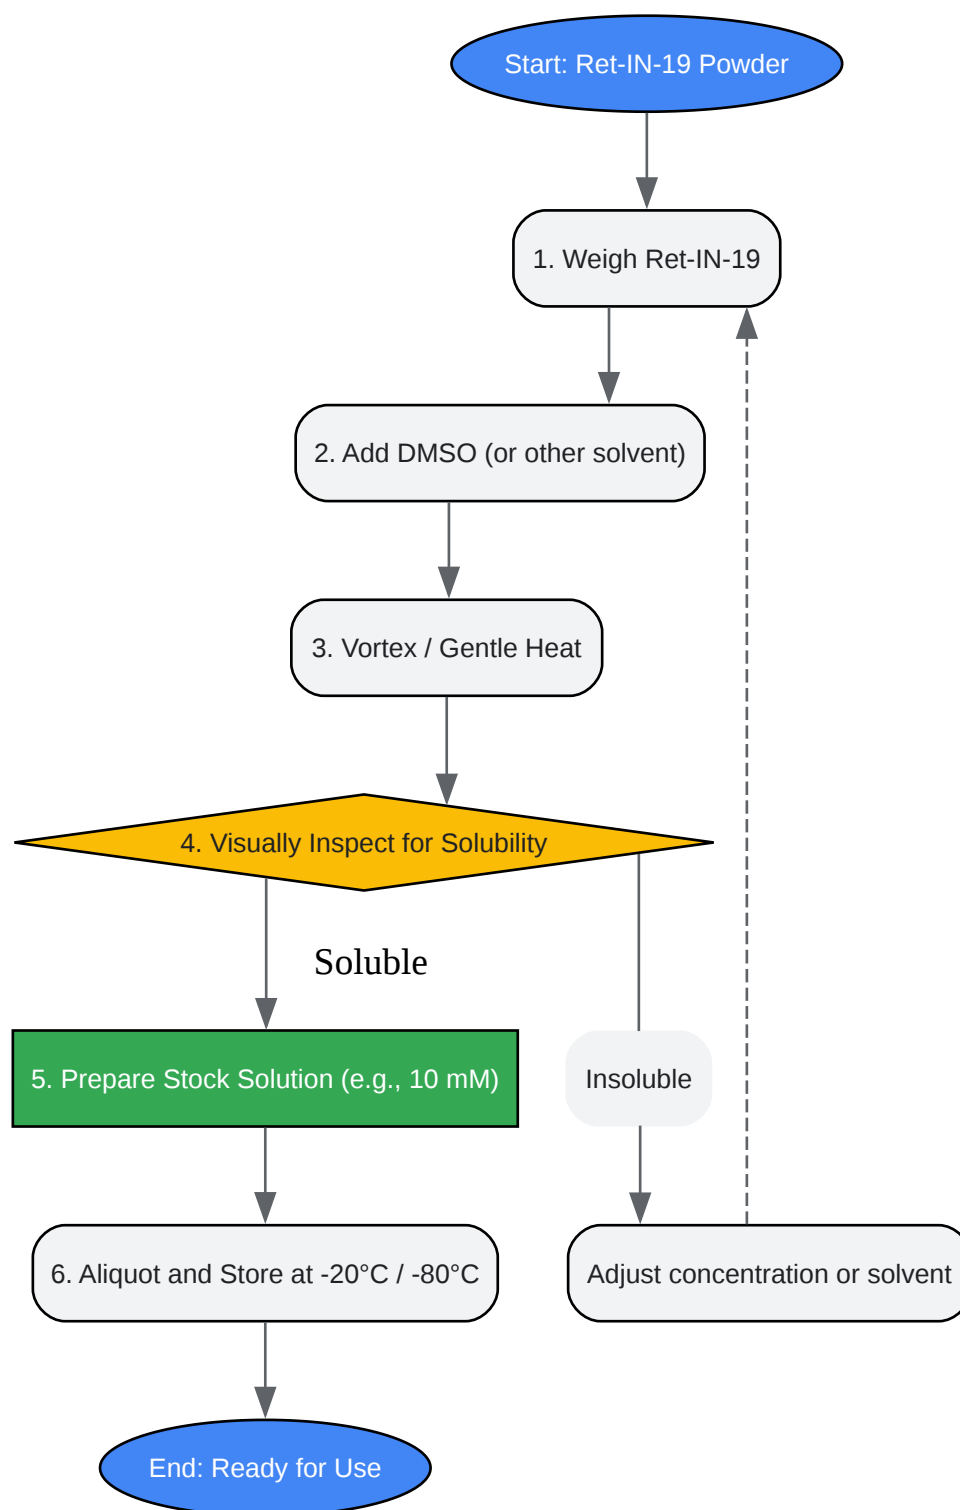 Start: Ret-IN-19 Powder
1. Weigh Ret-IN-19
2. Add DMSO (or other solvent)
3. Vortex / Gentle Heat
4. Visually Inspect for Solubility
Soluble
5. Prepare Stock Solution (e.g., 10 mM)
Insoluble
6. Aliquot and Store at -20°C / -80°C
Adjust concentration or solvent
End: Ready for Use